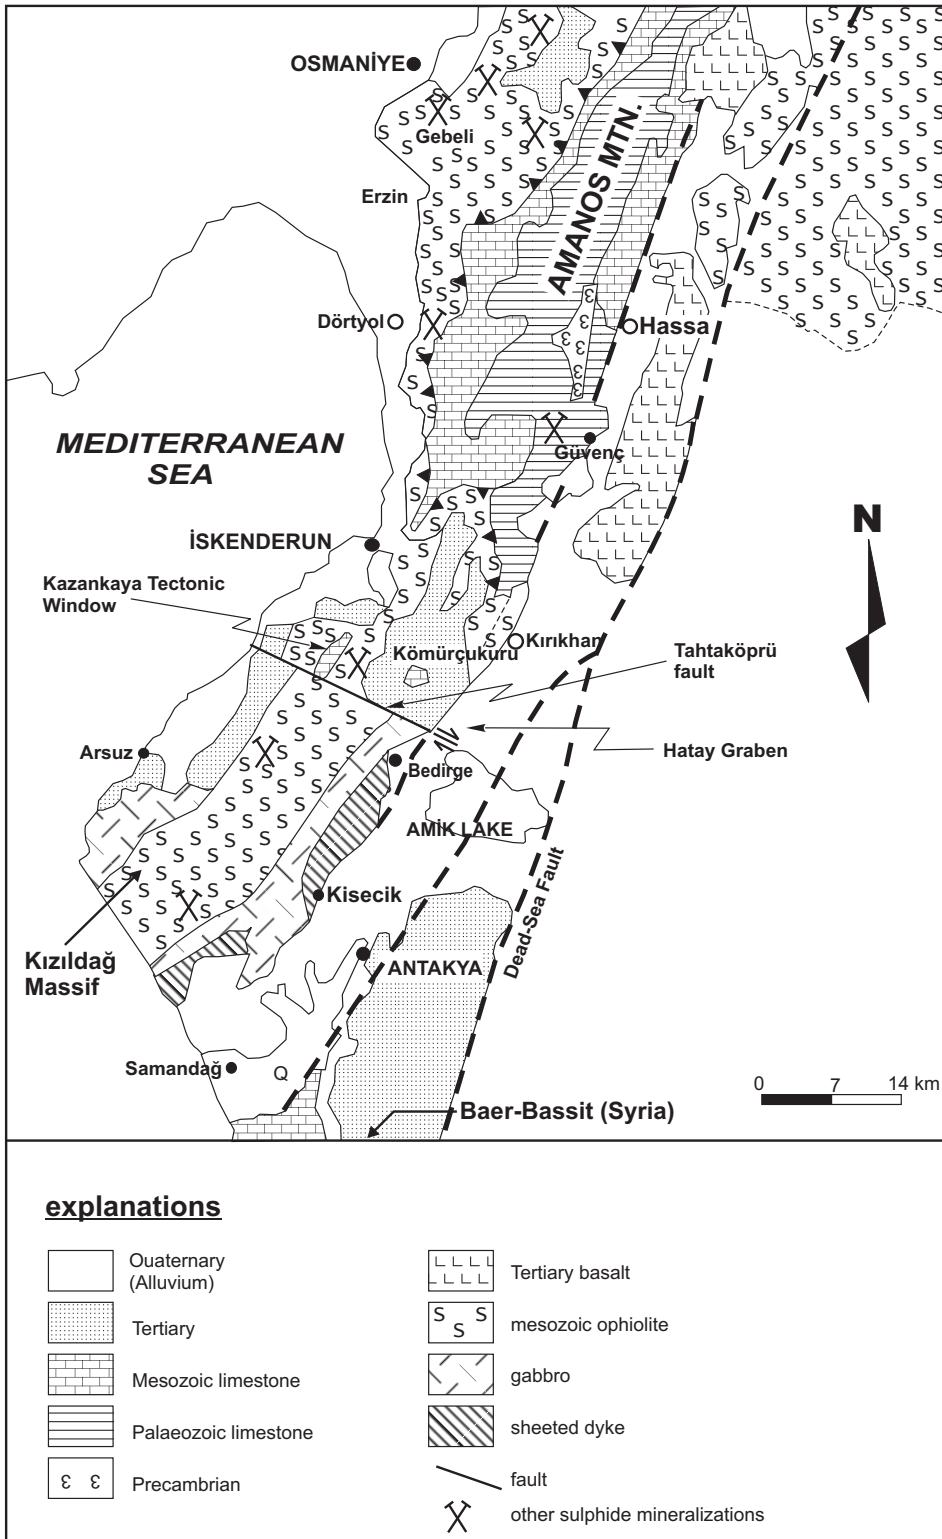 OSMANİYE
Gebeli
Erzin
AMANOS MTN.
Dörtyol
Hassa
MEDITERRANEAN
SEA
Güvenç
N
İSKENDERUN
Kazankaya Tectonic
Window
Kömürçukuru
Kırıkhan
Tahtaköprü
fault
Arsuz
Hatay Graben
Bedirge
AMİK LAKE
Kisecik
Dead-Sea Fault
Kızıldağ
Massif
ANTAKYA
Samandağ
Q
0 7 14 km
Baer-Bassit (Syria)
explanations
Ouaternary
(Alluvium)
Tertiary
Mesozoic limestone
Palaeozoic limestone
Precambrian
Tertiary basalt
mesozoic ophiolite
gabbro
sheeted dyke
fault
other sulphide mineralizations